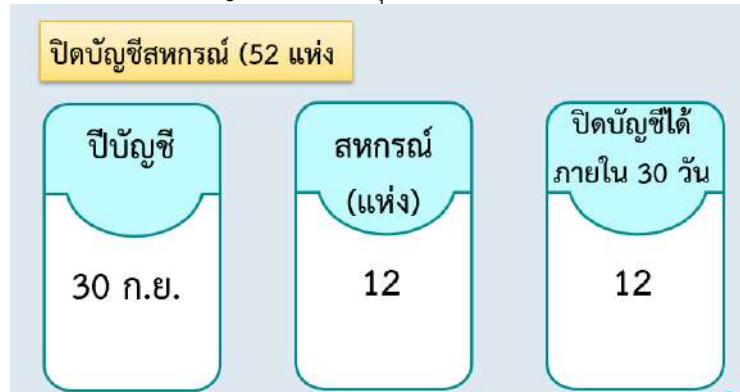 ปิดบัญชีสหกรณ์ (52 แห่ง
ปีบัญชี
สหกรณ์
(แห่ง)
ปิดบัญชีได้
ภายใน 30 วัน
30 ก.ย.
12
12